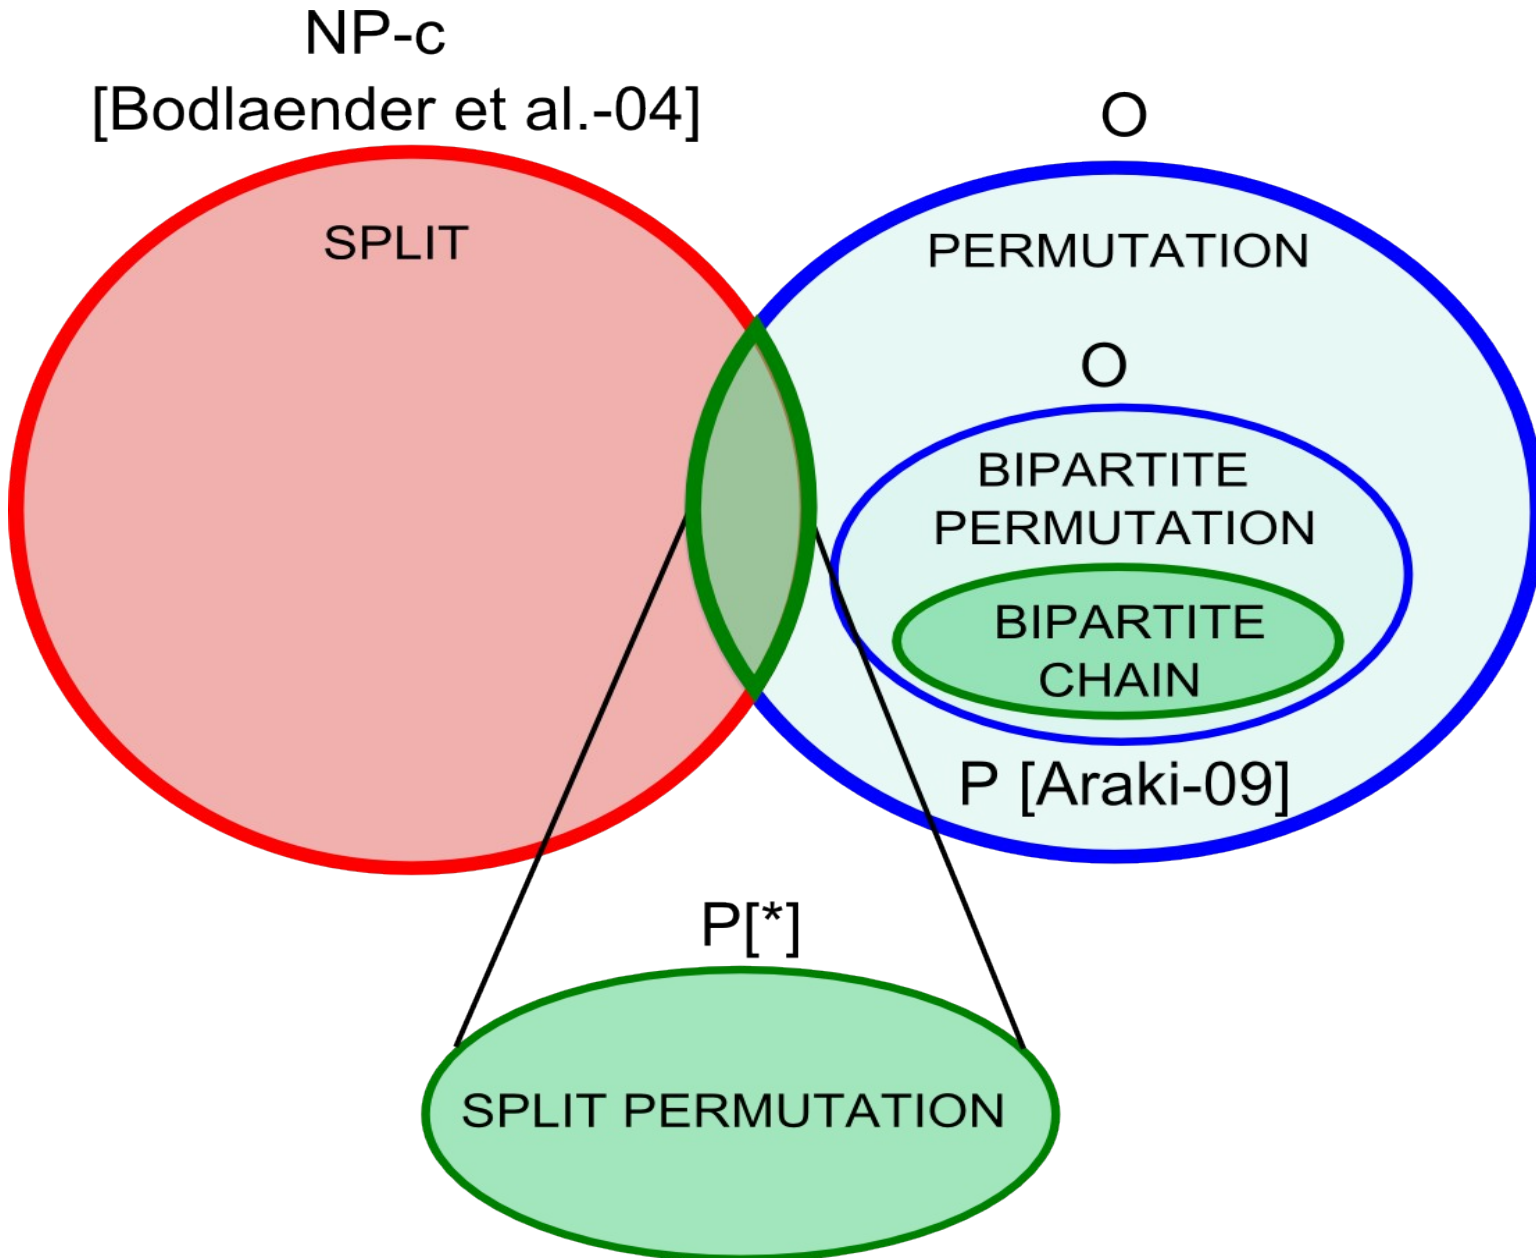 NP-c
[Bodlaender et al.-04]
SPLIT
O
PERMUTATION
O
BIPARTITE
PERMUTATION
BIPARTITE
CHAIN
P [Araki-09]
P[*]
SPLIT PERMUTATION